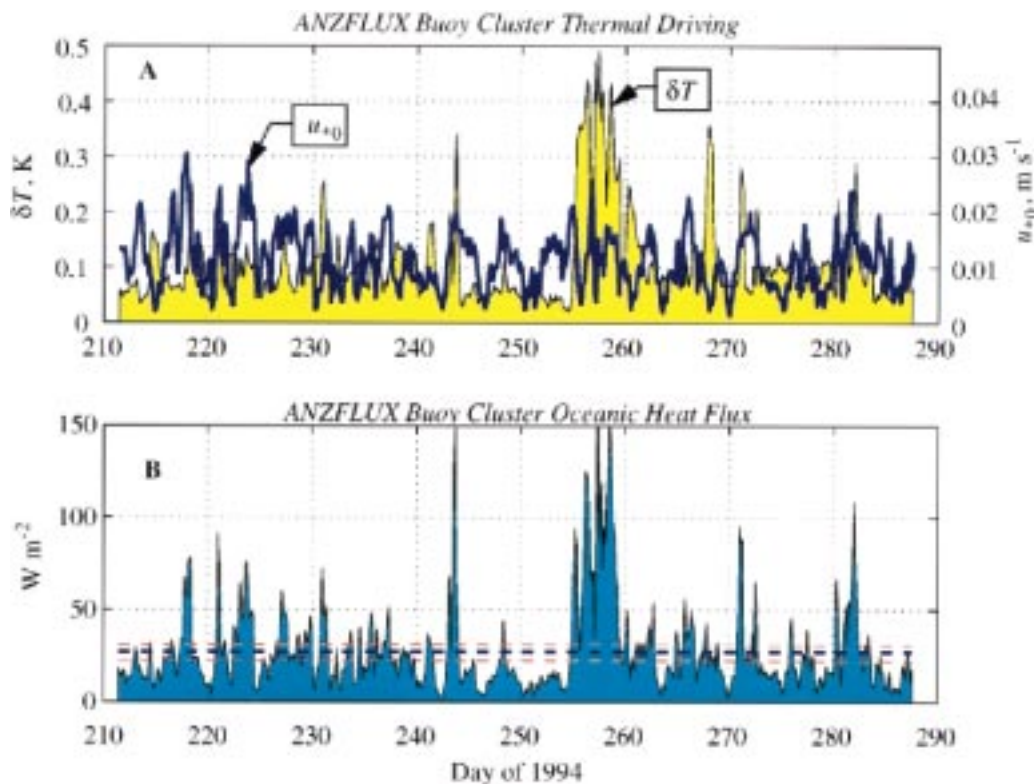 ANZFLUX Buoy Cluster Thermal Driving
A
0.5
0.4
0.3
0.2
0.1
0
δT, K
u*0
δT
0.04
0.03
0.02
0.01
0
u*0, m s-1
210 220 230 240 250 260 270 280 290
ANZFLUX Buoy Cluster Oceanic Heat Flux
B
150
100
50
0
W m-2
210 220 230 240 250 260 270 280 290
Day of 1994